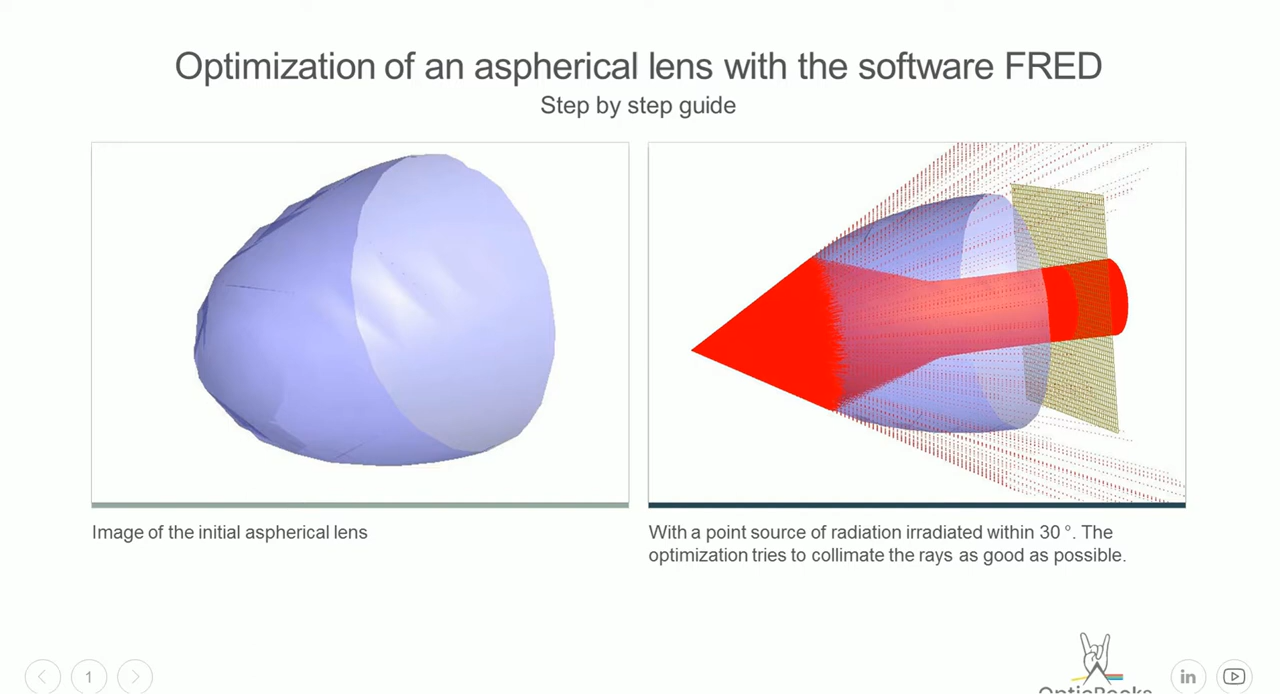 Optimization of an aspherical lens with the software FRED
Step by step guide
Image of the initial aspherical lens
With a point source of radiation irradiated within 30 °. The
optimization tries to collimate the rays as good as possible.
1
in